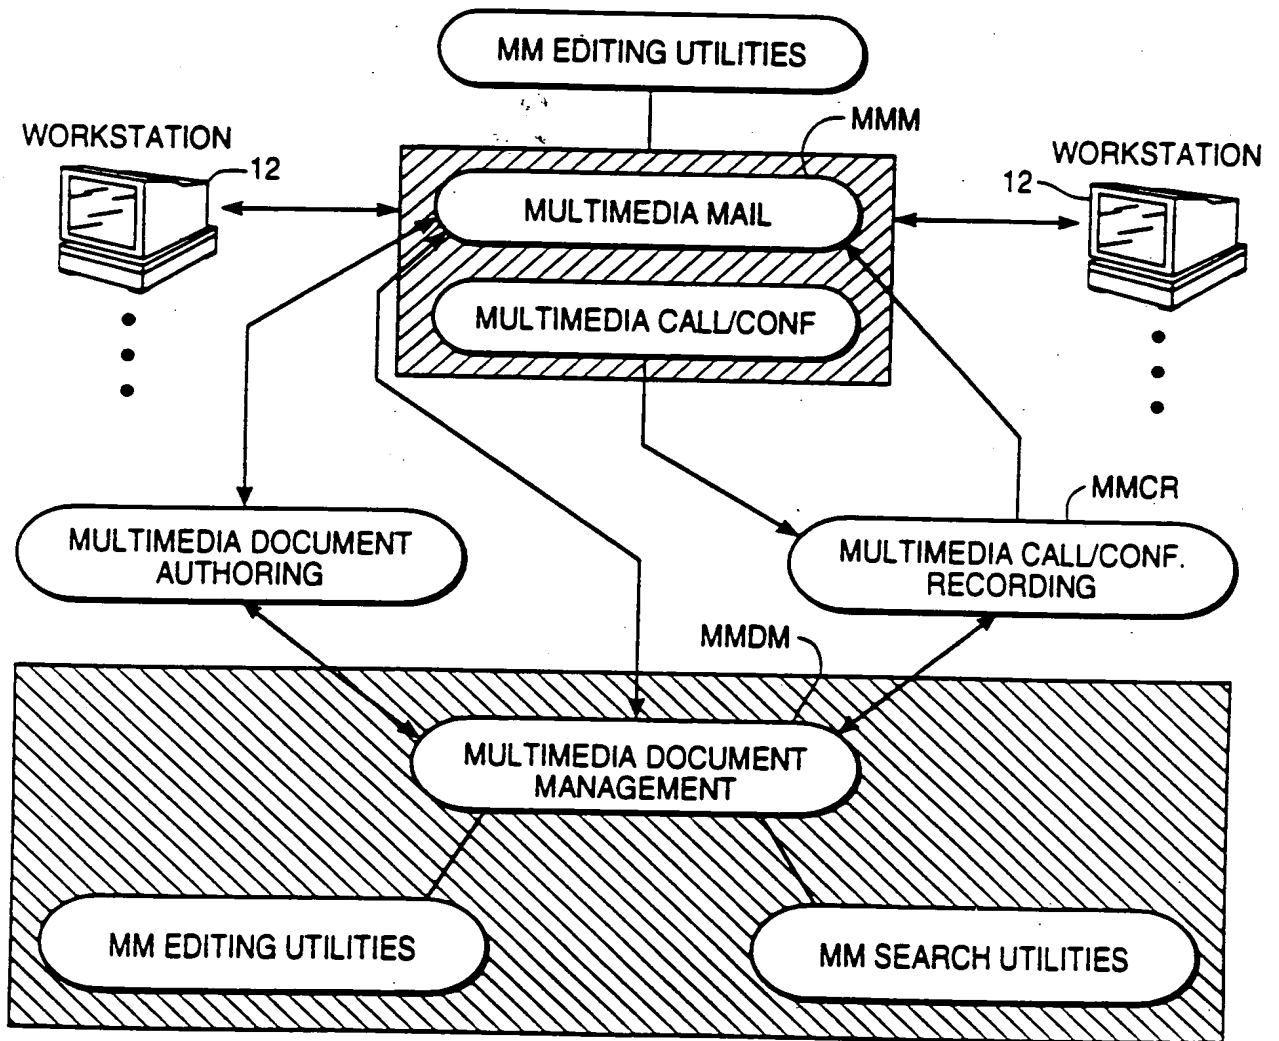 MM EDITING UTILITIES
MMM
WORKSTATION
12
WORKSTATION
12
MULTIMEDIA MAIL
MULTIMEDIA CALL/CONF
MMCR
MULTIMEDIA DOCUMENT
AUTHORING
MULTIMEDIA CALL/CONF.
RECORDING
MMDM
MULTIMEDIA DOCUMENT
MANAGEMENT
MM EDITING UTILITIES
MM SEARCH UTILITIES